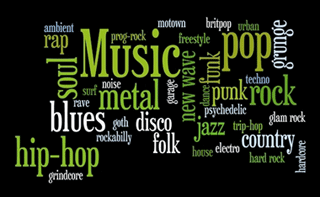 ambient
motown
britpop
urban
rap
prog-rock
freestyle
grunge
soul
Music
pop
funk
surf
noise
metal
garage
new wave
dance
techno
punk
rock
rave
blues
goth
rockabilly
disco
folk
psychedelic
jazz
trip-hop
glam rock
hip-hop
house
electro
country
hard rock
hardcore
grindcore